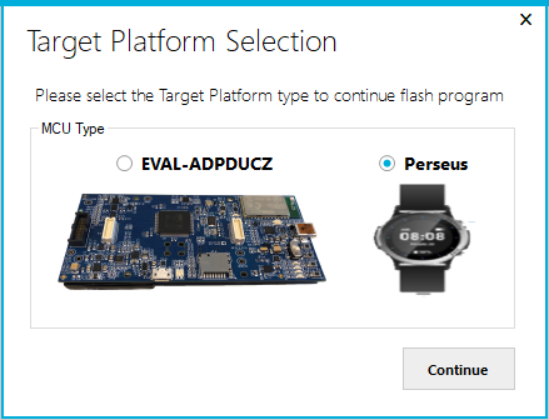 Target Platform Selection
Please select the Target Platform type to continue flash program
MCU Type
EVAL-ADPDUCZ
Perseus
08:08
Continue